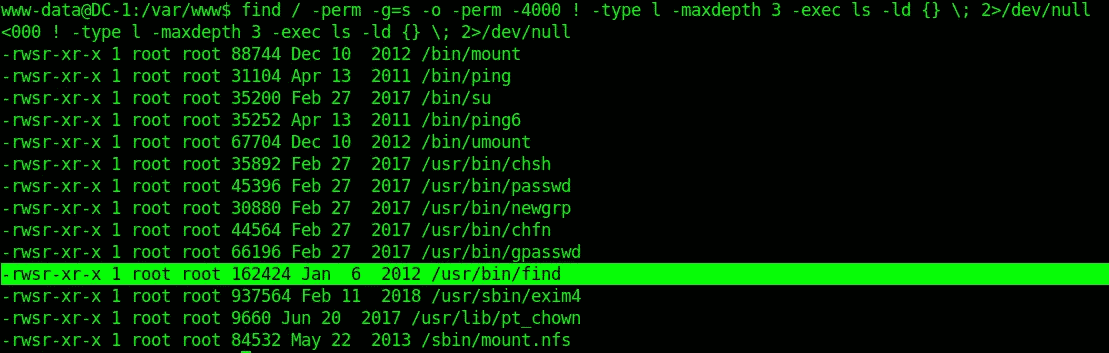 www-data@DC-1:/var/www$ find / -perm -g=s -o -perm -4000 ! -type l -maxdepth 3 -exec ls -ld {} \; 2>/dev/null
<000 ! -type l -maxdepth 3 -exec ls -ld {} \; 2>/dev/null
-rwsr-xr-x 1 root root 88744 Dec 10  2012 /bin/mount
-rwsr-xr-x 1 root root 31104 Apr 13  2011 /bin/ping
-rwsr-xr-x 1 root root 35200 Feb 27  2017 /bin/su
-rwsr-xr-x 1 root root 35252 Apr 13  2011 /bin/ping6
-rwsr-xr-x 1 root root 67704 Dec 10  2012 /bin/umount
-rwsr-xr-x 1 root root 35892 Feb 27  2017 /usr/bin/chsh
-rwsr-xr-x 1 root root 45396 Feb 27  2017 /usr/bin/passwd
-rwsr-xr-x 1 root root 30880 Feb 27  2017 /usr/bin/newgrp
-rwsr-xr-x 1 root root 44564 Feb 27  2017 /usr/bin/chfn
-rwsr-xr-x 1 root root 66196 Feb 27  2017 /usr/bin/gpasswd
-rwsr-xr-x 1 root root 162424 Jan  6  2012 /usr/bin/find
-rwsr-xr-x 1 root root 937564 Feb 11  2018 /usr/sbin/exim4
-rwsr-xr-x 1 root root 9660 Jun 20  2017 /usr/lib/pt_chown
-rwsr-xr-x 1 root root 84532 May 22  2013 /sbin/mount.nfs